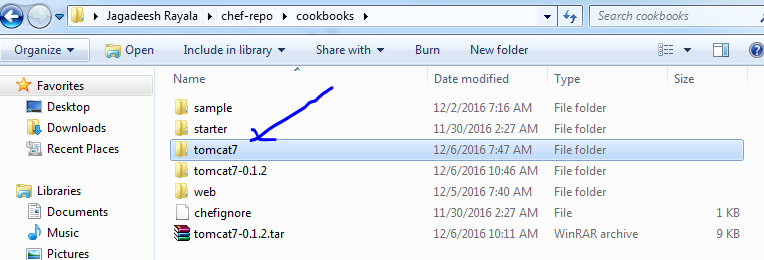 Jagadeesh Rayala ▸ chef-repo ▸ cookbooks ▸ Search cookbooks
Organize ▾ Open Include in library ▾ Share with ▾ Burn New folder
Favorites
Desktop
Downloads
Recent Places
Libraries
Documents
Music
Pictures
Name Date modified Type Size
sample 12/2/2016 7:16 AM File folder
starter 11/30/2016 2:27 AM File folder
tomcat7 12/6/2016 7:47 AM File folder
tomcat7-0.1.2 12/6/2016 10:46 AM File folder
web 12/5/2016 7:40 AM File folder
chefignore 11/30/2016 2:27 AM File 1 KB
tomcat7-0.1.2.tar 12/6/2016 10:11 AM WinRAR archive 9 KB